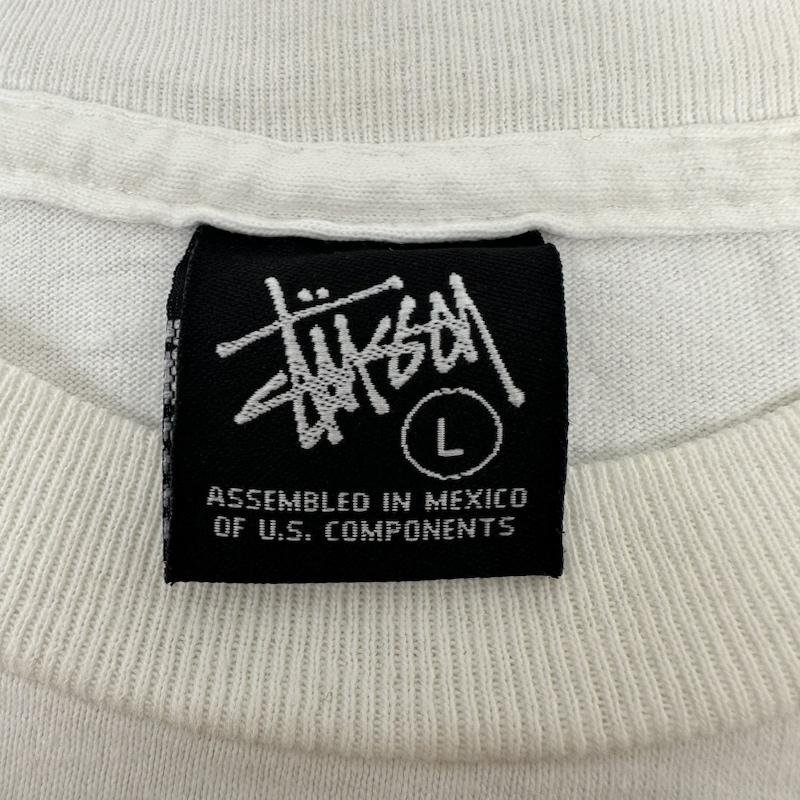 Stüssy
L
ASSEMBLED IN MEXICO
OF U.S. COMPONENTS